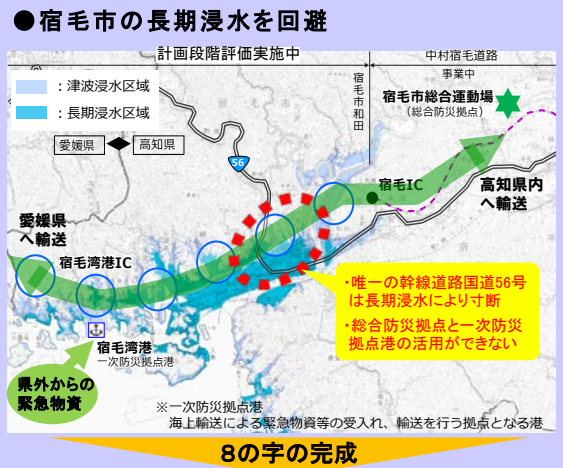 ●宿毛市の長期浸水を回避
計画段階評価実施中
中村宿毛道路
事業中
：津波浸水区域
：長期浸水区域
愛媛県
高知県
宿毛市和田
宿毛市総合運動場
（総合防災拠点）
56
宿毛IC
高知県内
へ輸送
愛媛県
へ輸送
宿毛湾港IC
・唯一の幹線道路国道56号
は長期浸水により寸断
・総合防災拠点と一次防災
拠点港の活用ができない
宿毛湾港
一次防災拠点港
県外からの
緊急物資
※一次防災拠点港
海上輸送による緊急物資等の受入れ、輸送を行う拠点となる港
8の字の完成